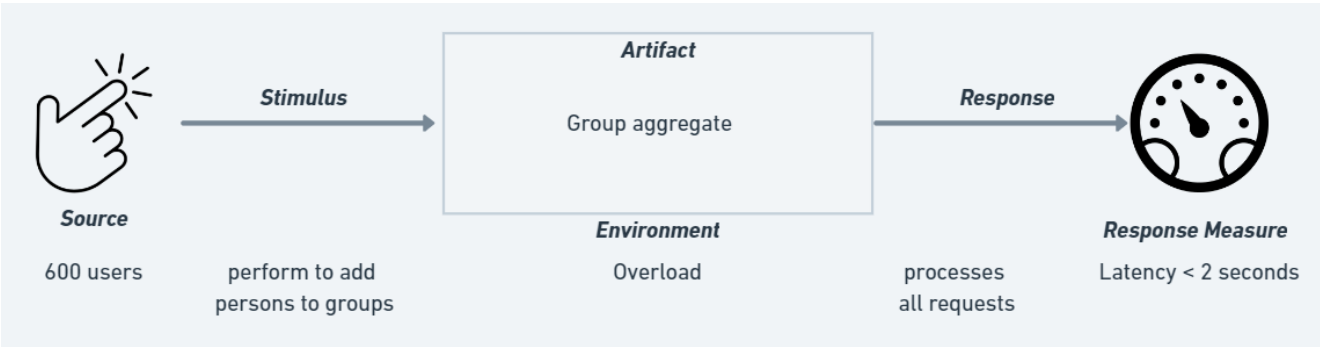 Artifact
Stimulus
Group aggregate
Response
Source
Environment
Response Measure
600 users
perform to add
persons to groups
Overload
processes
all requests
Latency < 2 seconds